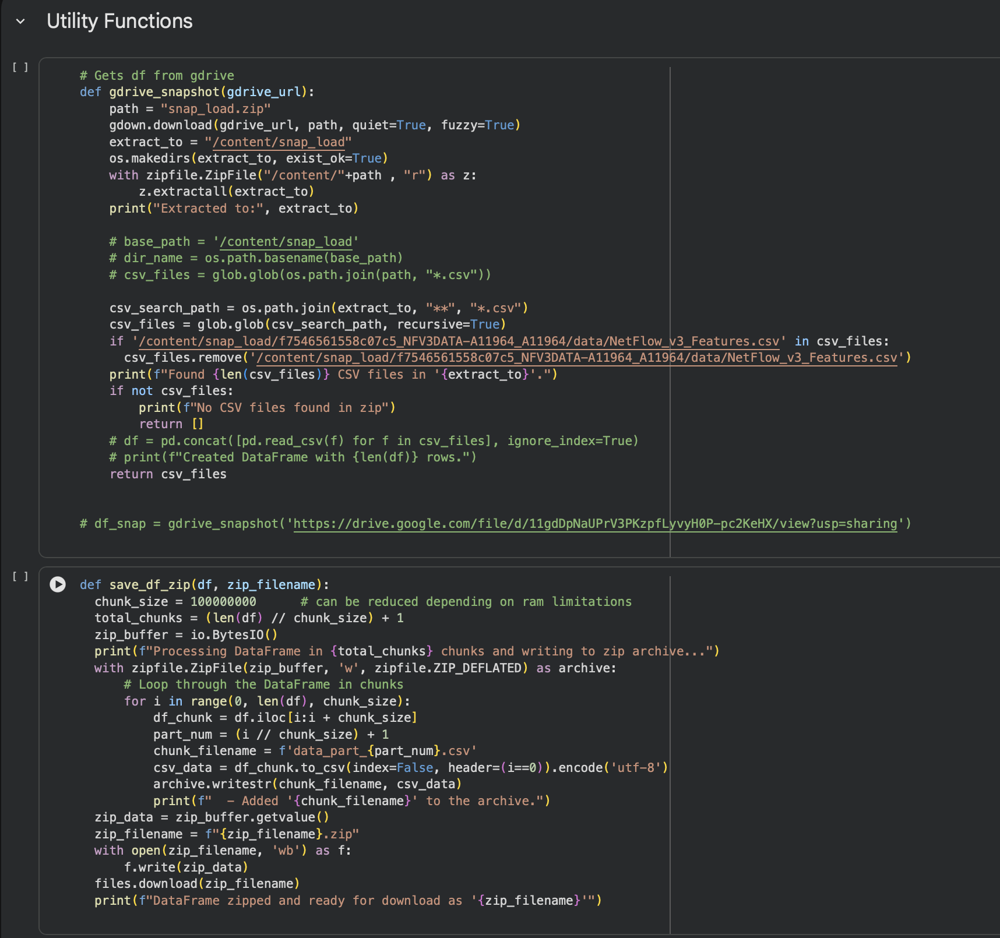 Utility Functions
[ ]
# Gets df from gdrive
def gdrive_snapshot(gdrive_url):
    path = "snap_load.zip"
    gdown.download(gdrive_url, path, quiet=True, fuzzy=True)
    extract_to = "/content/snap_load"
    os.makedirs(extract_to, exist_ok=True)
    with zipfile.ZipFile("/content/"+path , "r") as z:
        z.extractall(extract_to)
    print("Extracted to:", extract_to)

    # base_path = '/content/snap_load'
    # dir_name = os.path.basename(base_path)
    # csv_files = glob.glob(os.path.join(path, "*.csv"))

    csv_search_path = os.path.join(extract_to, "**", "*.csv")
    csv_files = glob.glob(csv_search_path, recursive=True)
    if '/content/snap_load/f7546561558c07c5_NFV3DATA-A11964_A11964/data/NetFlow_v3_Features.csv' in csv_files:
      csv_files.remove('/content/snap_load/f7546561558c07c5_NFV3DATA-A11964_A11964/data/NetFlow_v3_Features.csv')
    print(f"Found {len(csv_files)} CSV files in '{extract_to}'.")
    if not csv_files:
        print(f"No CSV files found in zip")
        return []
    # df = pd.concat([pd.read_csv(f) for f in csv_files], ignore_index=True)
    # print(f"Created DataFrame with {len(df)} rows.")
    return csv_files

# df_snap = gdrive_snapshot('https://drive.google.com/file/d/11gdDpNaUPrV3PKzpfLyvyH0P-pc2KeHX/view?usp=sharing')
[ ]
def save_df_zip(df, zip_filename):
  chunk_size = 100000000      # can be reduced depending on ram limitations
  total_chunks = (len(df) // chunk_size) + 1
  zip_buffer = io.BytesIO()
  print(f"Processing DataFrame in {total_chunks} chunks and writing to zip archive...")
  with zipfile.ZipFile(zip_buffer, 'w', zipfile.ZIP_DEFLATED) as archive:
      # Loop through the DataFrame in chunks
      for i in range(0, len(df), chunk_size):
          df_chunk = df.iloc[i:i + chunk_size]
          part_num = (i // chunk_size) + 1
          chunk_filename = f'data_part_{part_num}.csv'
          csv_data = df_chunk.to_csv(index=False, header=(i==0)).encode('utf-8')
          archive.writestr(chunk_filename, csv_data)
          print(f"  - Added '{chunk_filename}' to the archive.")
  zip_data = zip_buffer.getvalue()
  zip_filename = f"{zip_filename}.zip"
  with open(zip_filename, 'wb') as f:
      f.write(zip_data)
  files.download(zip_filename)
  print(f"DataFrame zipped and ready for download as '{zip_filename}'")